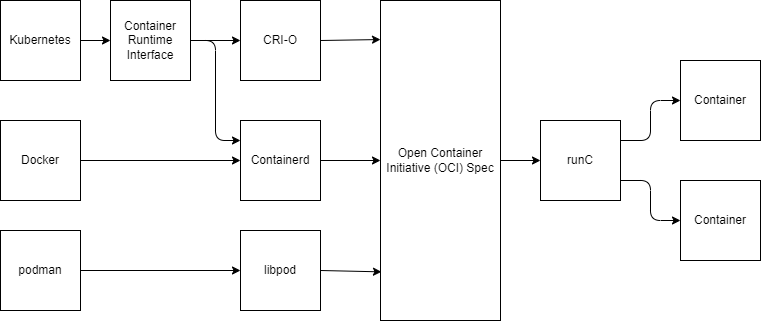 Kubernetes
Container
Runtime
Interface
CRI-O
Docker
Containerd
podman
libpod
Open Container
Initiative (OCI) Spec
runC
Container
Container